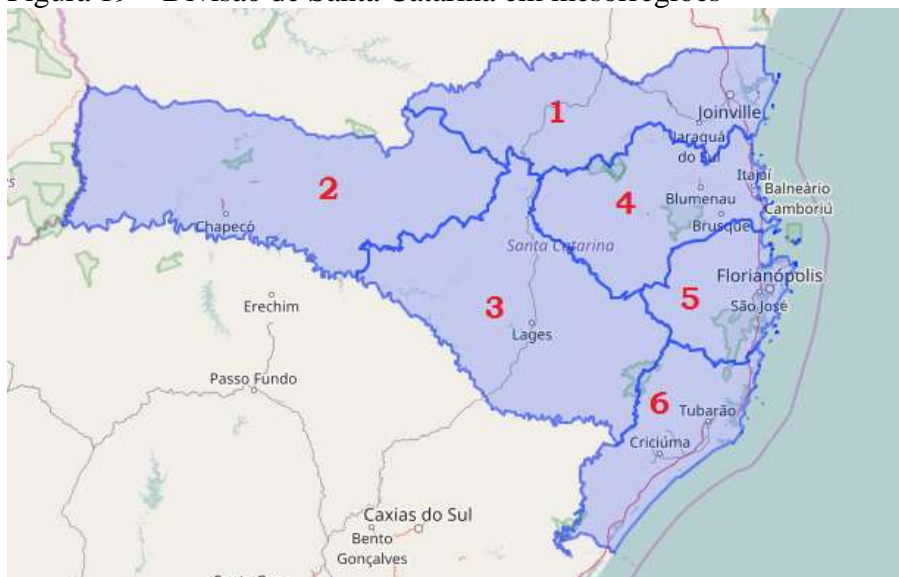 Figura 19 – Divisão de Santa Catarina em mesorregiões
1
Joinville
Jaraguá
do Sul
2
Itajaí
Balneário
Camboriú
4
Blumenau
Brusque
Chapecó
Santa Catarina
Florianópolis
5
São José
3
Erechim
Lages
Passo Fundo
6
Tubarão
Criciúma
Caxias do Sul
Bento
Gonçalves